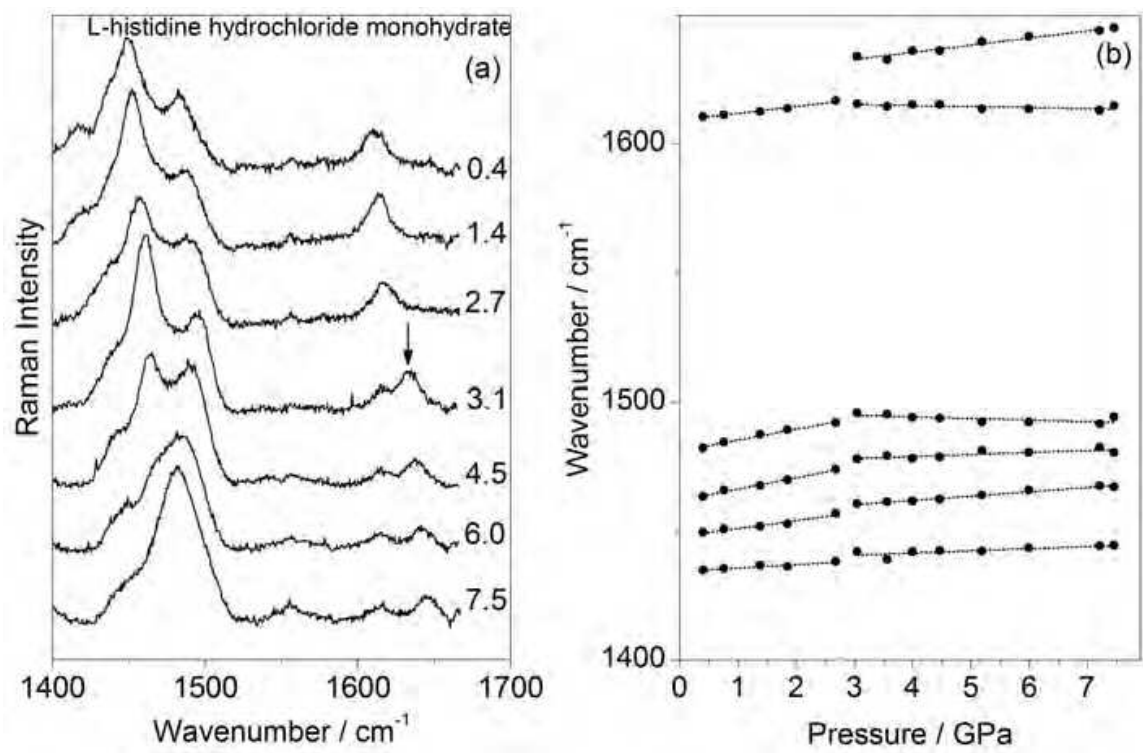 L-histidine hydrochloride monohydrate
(a)
0.4
1.4
2.7
3.1
4.5
6.0
7.5
Raman Intensity
1400 1500 1600 1700
Wavenumber / cm⁻¹
(b)
1600
1500
1400
Wavenumber / cm⁻¹
0 1 2 3 4 5 6 7
Pressure / GPa